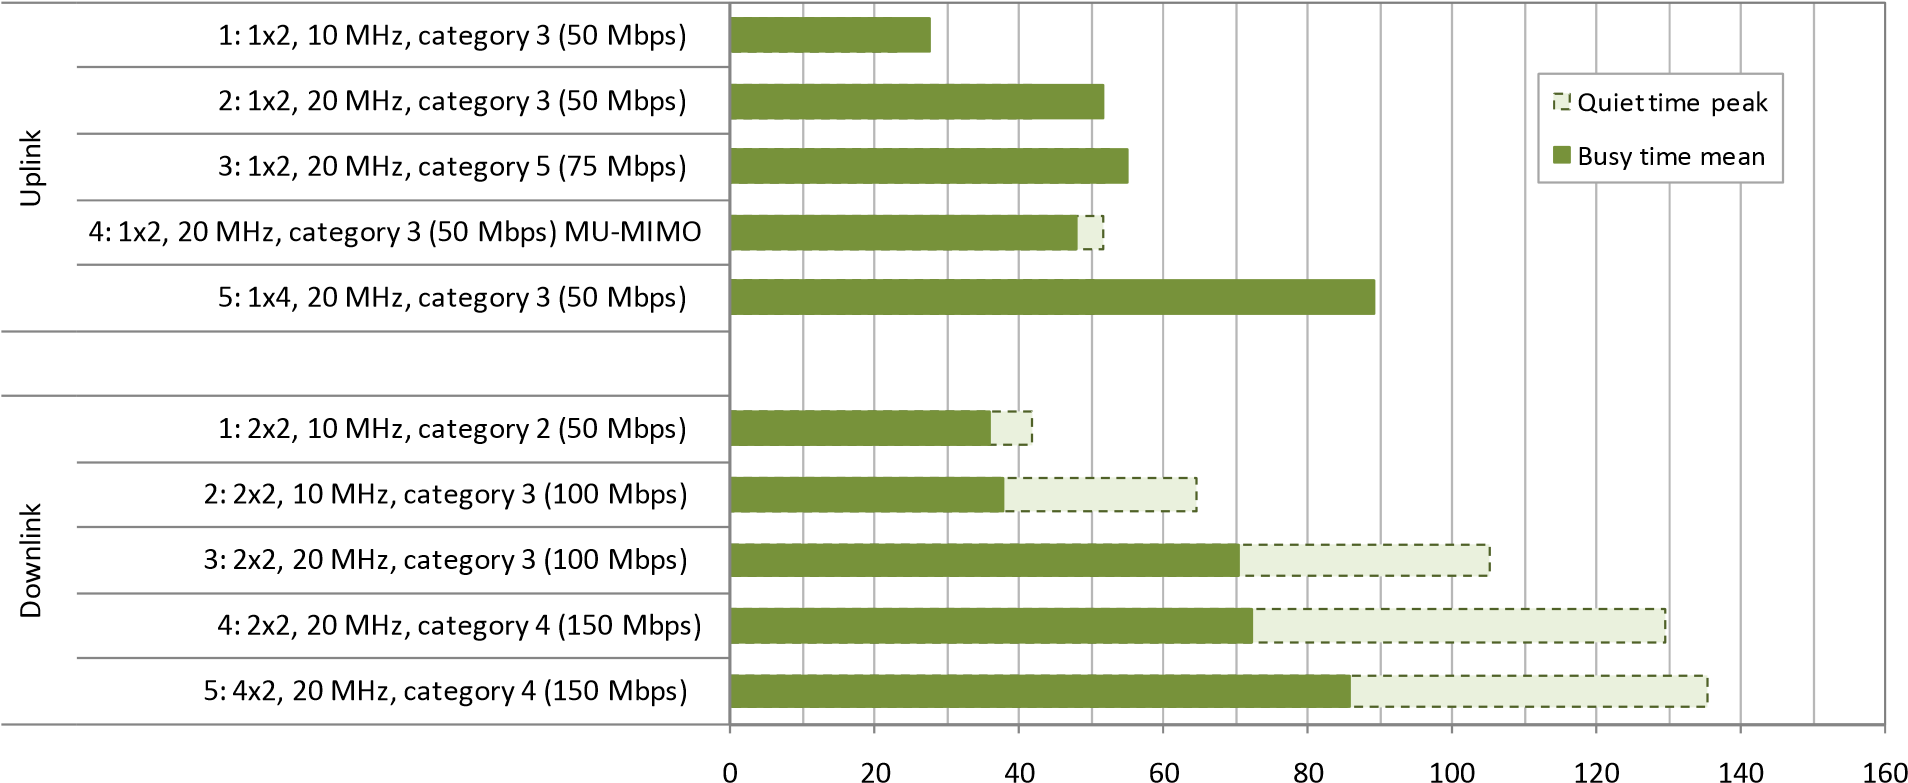 Uplink
1: 1x2, 10 MHz, category 3 (50 Mbps)
2: 1x2, 20 MHz, category 3 (50 Mbps)
3: 1x2, 20 MHz, category 5 (75 Mbps)
4: 1x2, 20 MHz, category 3 (50 Mbps) MU-MIMO
5: 1x4, 20 MHz, category 3 (50 Mbps)
Quiet time peak
Busy time mean
Downlink
1: 2x2, 10 MHz, category 2 (50 Mbps)
2: 2x2, 10 MHz, category 3 (100 Mbps)
3: 2x2, 20 MHz, category 3 (100 Mbps)
4: 2x2, 20 MHz, category 4 (150 Mbps)
5: 4x2, 20 MHz, category 4 (150 Mbps)
0 20 40 60 80 100 120 140 160